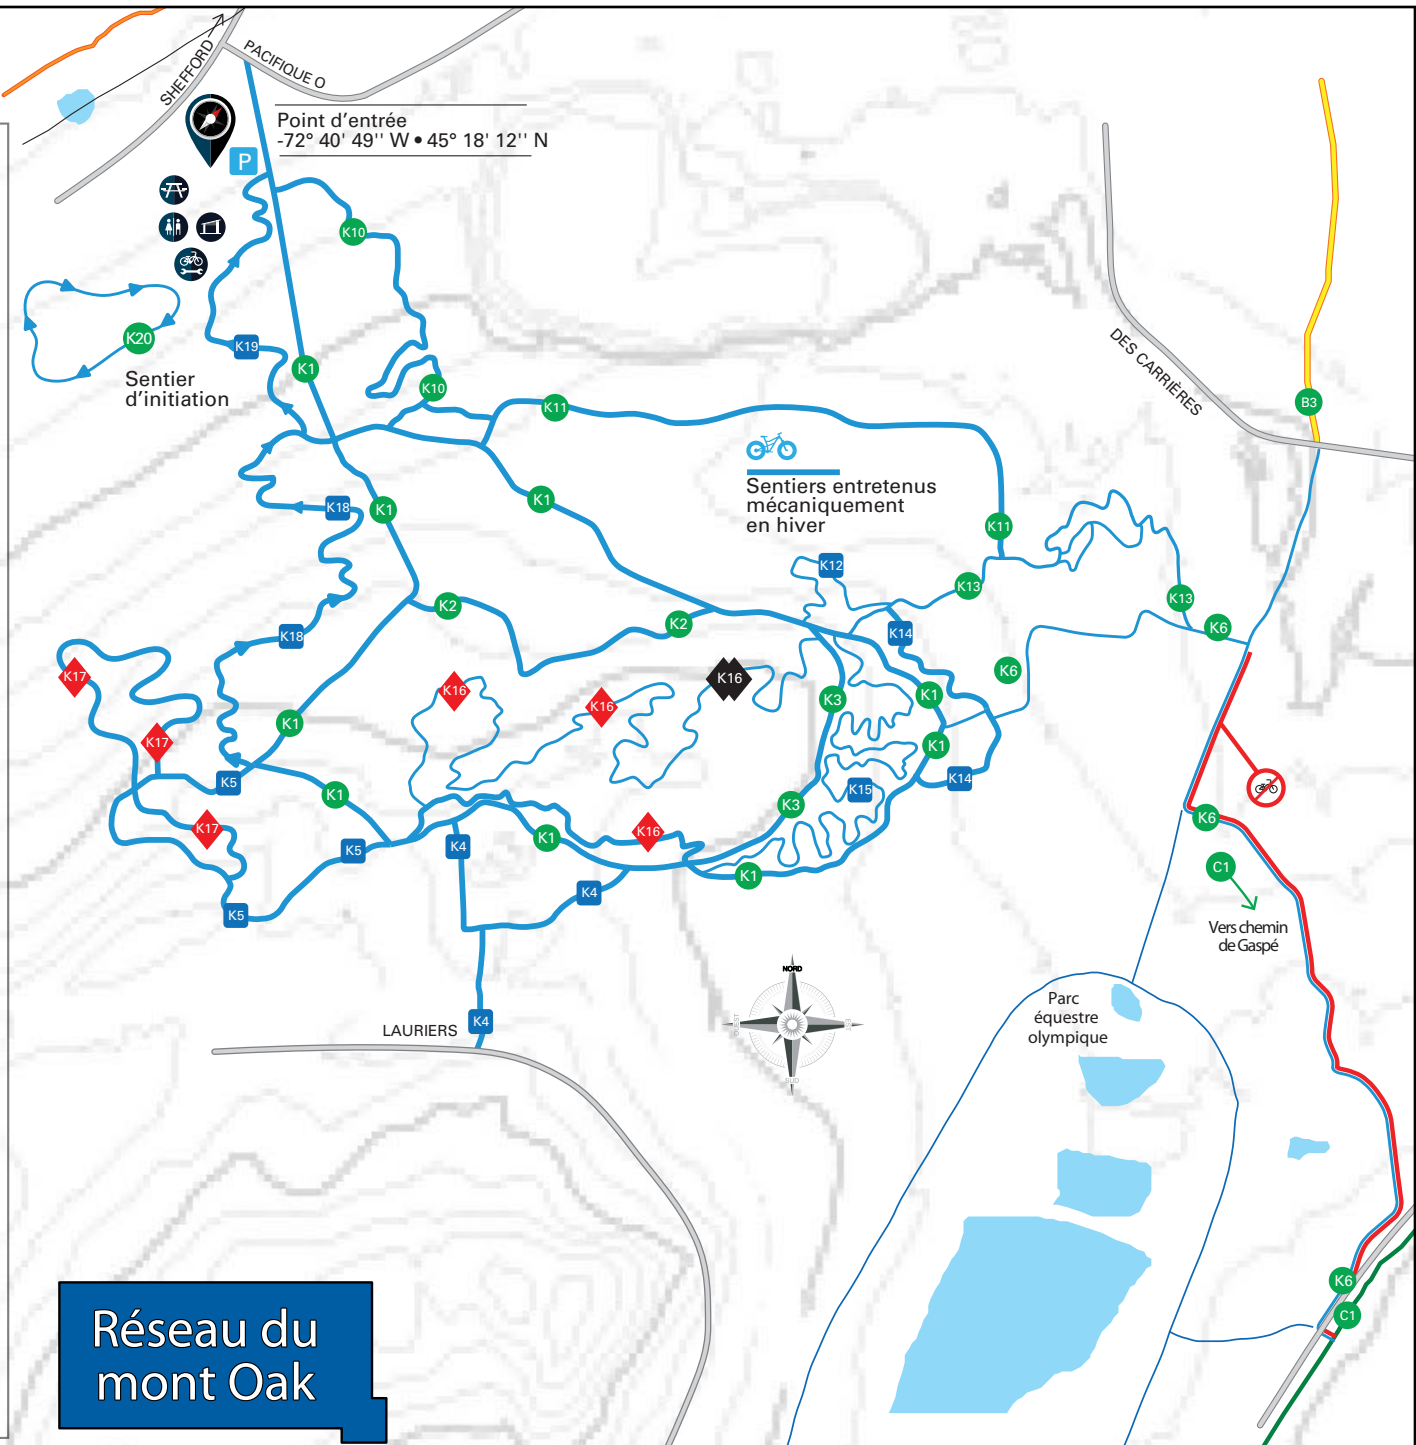 SHEFFORD
PACIFIQUE O
Point d'entrée
-72° 40' 49'' W • 45° 18' 12'' N
P
K10
K20
Sentier
d'initiation
K19
K1
K10
K11
DES CARRIÈRES
B3
Sentiers entretenus
mécaniquement
en hiver
K18
K1
K1
K11
K12
K13
K13
K2
K2
K14
K6
K18
K6
K17
K16
K16
K16
K3
K1
K17
K1
K1
K5
K1
K15
K14
K3
K6
K17
K5
K4
K1
K16
K1
C1
K4
K5
Vers chemin
de Gaspé
NORD
OUEST
EST
SUD
Parc
équestre
olympique
LAURIERS
K4
K6
C1
Réseau du
mont Oak